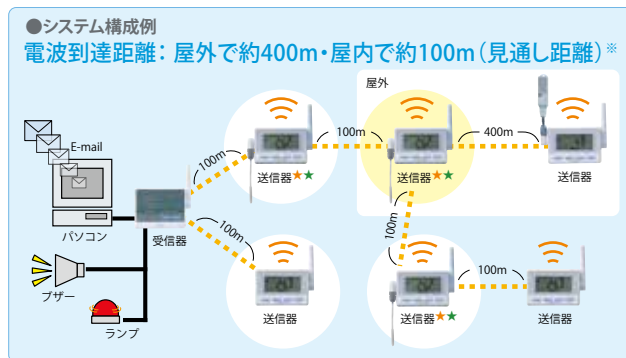 ●システム構成例
電波到達距離：屋外で約400m・屋内で約100m（見通し距離）※
屋外
E-mail
100m
100m
400m
送信器★★
送信器★★
送信器
パソコン
受信器
100m
100m
100m
ブザー
ランプ
送信器
送信器★★
送信器